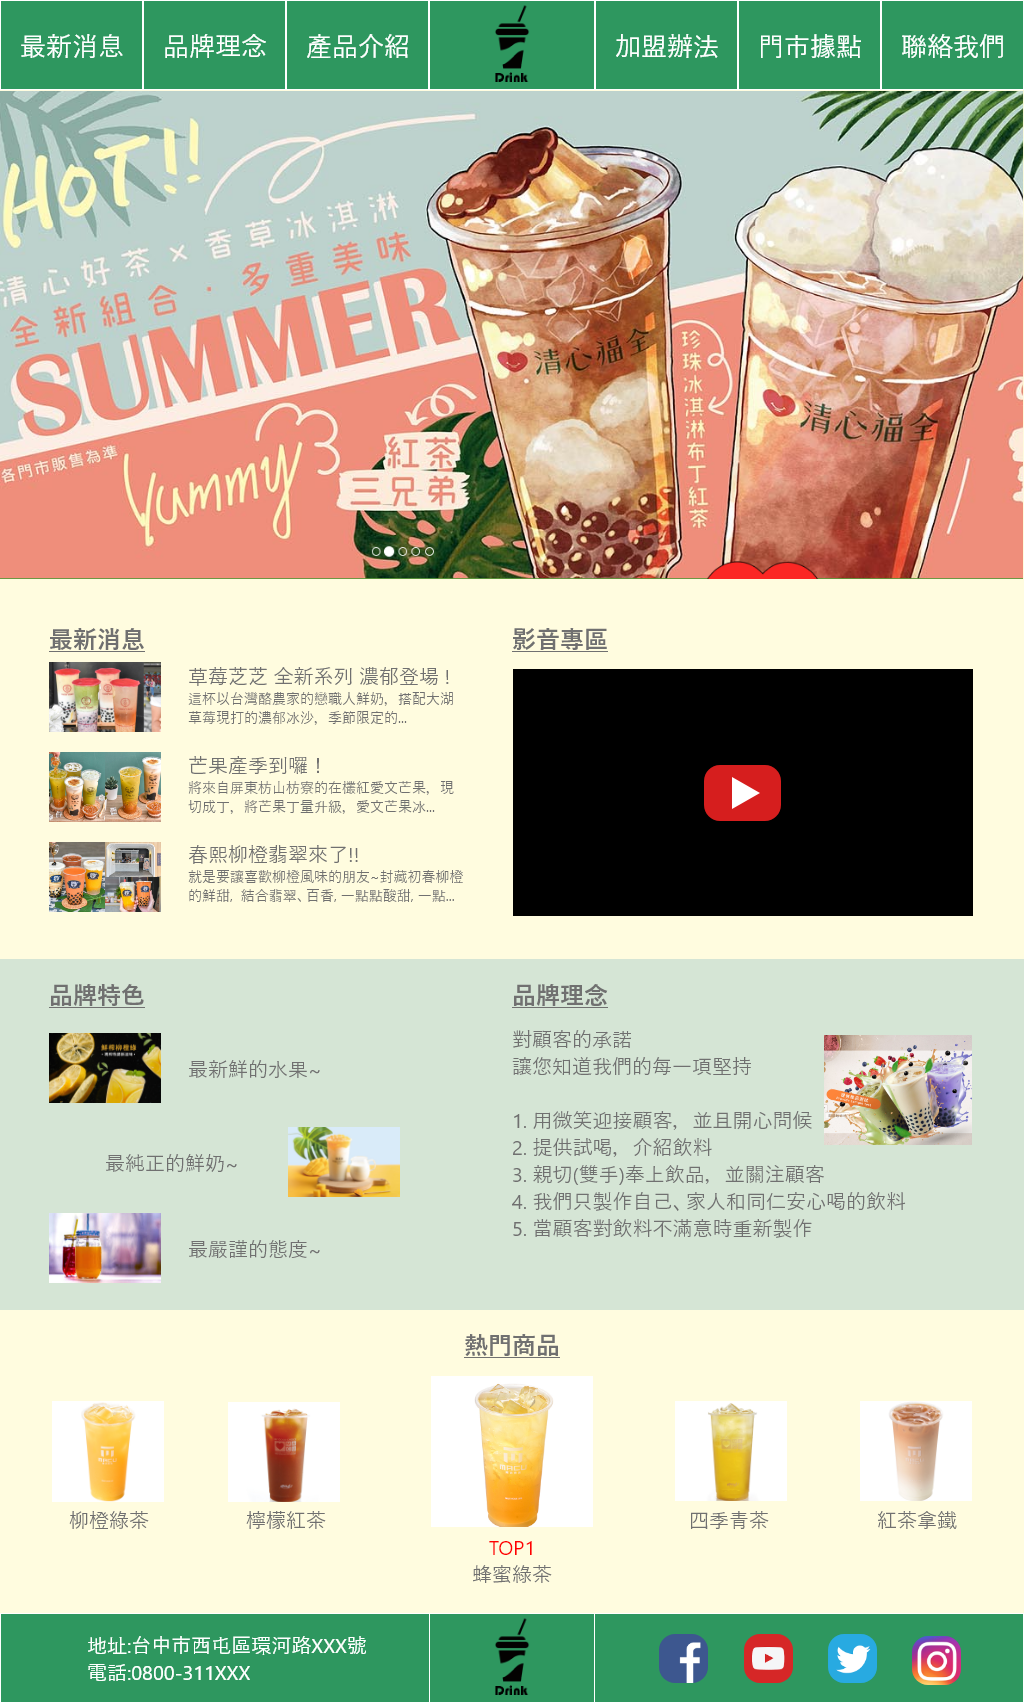 最新消息
品牌理念
產品介紹
Drink
加盟辦法
門市據點
聯絡我們
HOT!!
清心好茶×香草冰淇淋
全新組合·多重美味
SUMMER
各門市販售為準
Yummy
紅茶
三兄弟
清心福全
珍珠冰淇淋布丁紅茶
清心福全
最新消息
草莓芝芝 全新系列 濃郁登場！
這杯以台灣酪農家的戀職人鮮奶，搭配大湖
草莓現打的濃郁冰沙，季節限定的...
芒果產季到囉！
將來自屏東枋山枋寮的在欉紅愛文芒果，現
切成丁，將芒果丁量升級，愛文芒果冰...
春熙柳橙翡翠來了!!
就是要讓喜歡柳橙風味的朋友~封藏初春柳橙
的鮮甜, 結合翡翠、百香, 一點點酸甜, 一點...
影音專區
品牌特色
最新鮮的水果~
最純正的鮮奶~
最嚴謹的態度~
品牌理念
對顧客的承諾
讓您知道我們的每一項堅持
1. 用微笑迎接顧客，並且開心問候
2. 提供試喝，介紹飲料
3. 親切(雙手)奉上飲品，並關注顧客
4. 我們只製作自己、家人和同仁安心喝的飲料
5. 當顧客對飲料不滿意時重新製作
熱門商品
柳橙綠茶
檸檬紅茶
TOP1
蜂蜜綠茶
四季青茶
紅茶拿鐵
地址:台中市西屯區環河路XXX號
電話:0800-311XXX
Drink